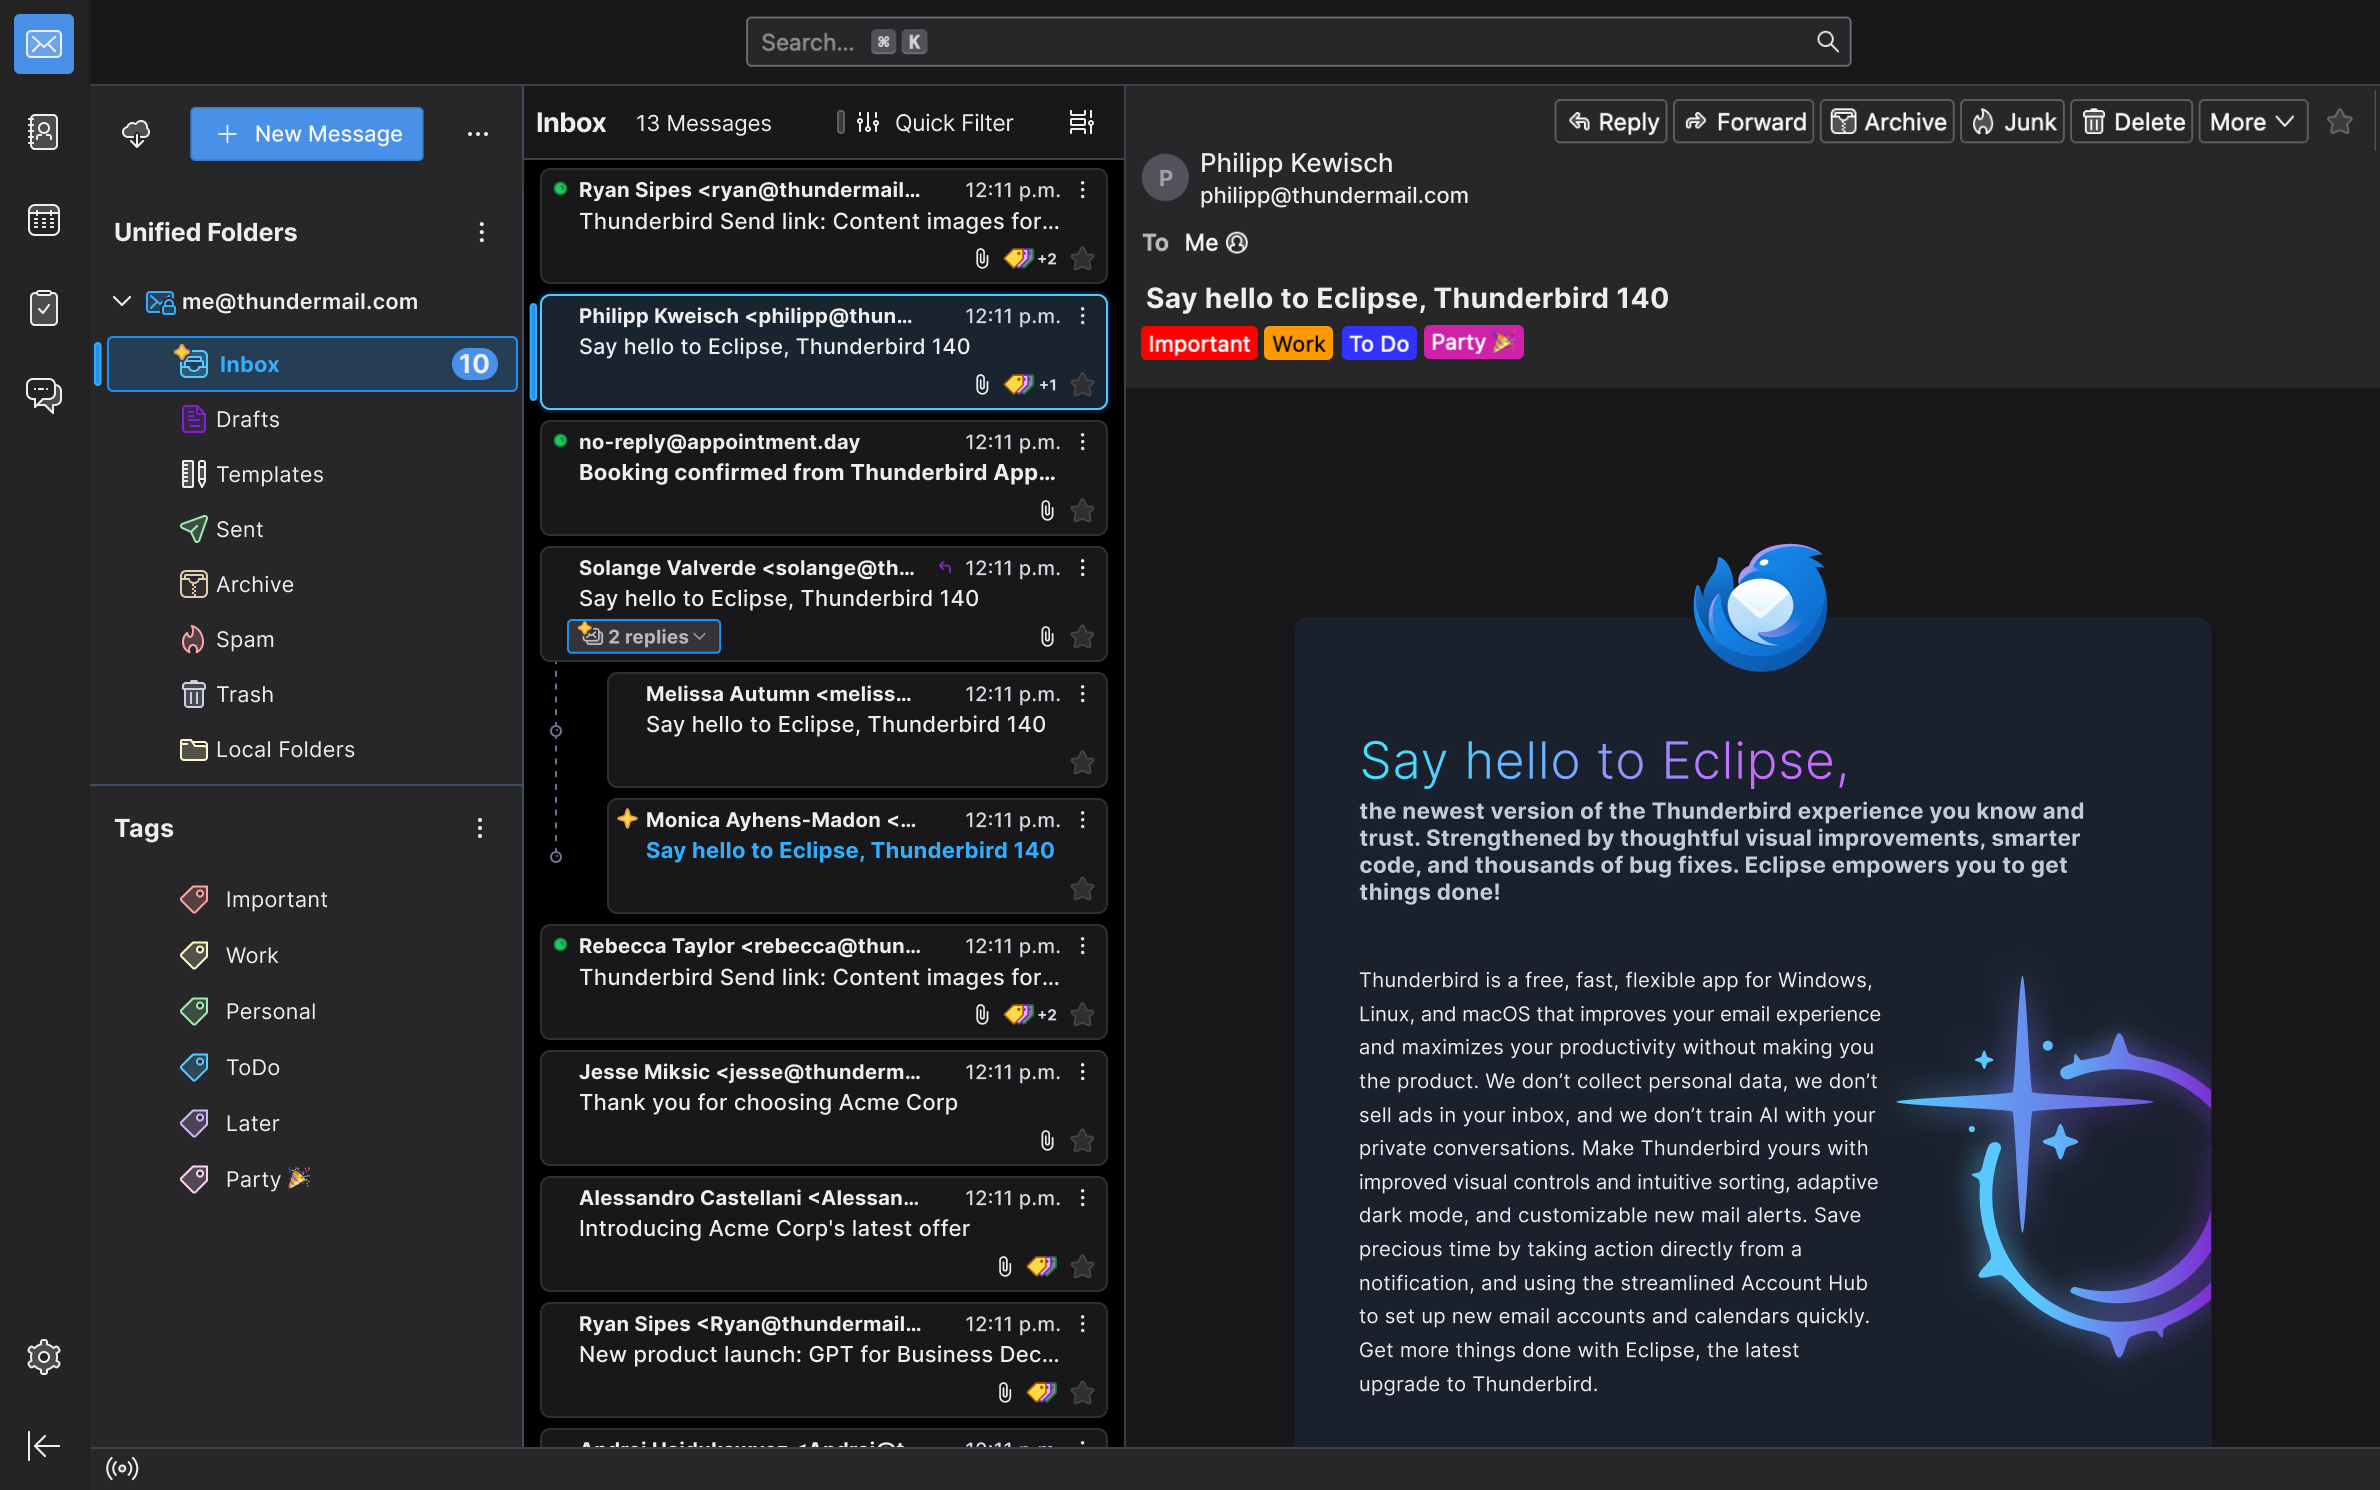 Search... ⌘ K
New Message
Unified Folders
me@thundermail.com
Inbox 10
Drafts
Templates
Sent
Archive
Spam
Trash
Local Folders
Tags
Important
Work
Personal
ToDo
Later
Party 🎉
Inbox 13 Messages Quick Filter
Ryan Sipes <ryan@thundermail... 12:11 p.m.
Thunderbird Send link: Content images for...
+2
Philipp Kweisch <philipp@thun... 12:11 p.m.
Say hello to Eclipse, Thunderbird 140
+1
no-reply@appointment.day 12:11 p.m.
Booking confirmed from Thunderbird App...
Solange Valverde <solange@th... 12:11 p.m.
Say hello to Eclipse, Thunderbird 140
2 replies
Melissa Autumn <meliss... 12:11 p.m.
Say hello to Eclipse, Thunderbird 140
Monica Ayhens-Madon <... 12:11 p.m.
Say hello to Eclipse, Thunderbird 140
Rebecca Taylor <rebecca@thun... 12:11 p.m.
Thunderbird Send link: Content images for...
+2
Jesse Miksic <jesse@thunderm... 12:11 p.m.
Thank you for choosing Acme Corp
Alessandro Castellani <Alessan... 12:11 p.m.
Introducing Acme Corp's latest offer
Ryan Sipes <Ryan@thundermail... 12:11 p.m.
New product launch: GPT for Business Dec...
12:11 p.m.
Reply Forward Archive Junk Delete More
P
Philipp Kewisch
philipp@thundermail.com
To Me
Say hello to Eclipse, Thunderbird 140
Important Work To Do Party 🎉
Say hello to Eclipse,
the newest version of the Thunderbird experience you know and
trust. Strengthened by thoughtful visual improvements, smarter
code, and thousands of bug fixes. Eclipse empowers you to get
things done!
Thunderbird is a free, fast, flexible app for Windows,
Linux, and macOS that improves your email experience
and maximizes your productivity without making you
the product. We don’t collect personal data, we don’t
sell ads in your inbox, and we don’t train AI with your
private conversations. Make Thunderbird yours with
improved visual controls and intuitive sorting, adaptive
dark mode, and customizable new mail alerts. Save
precious time by taking action directly from a
notification, and using the streamlined Account Hub
to set up new email accounts and calendars quickly.
Get more things done with Eclipse, the latest
upgrade to Thunderbird.